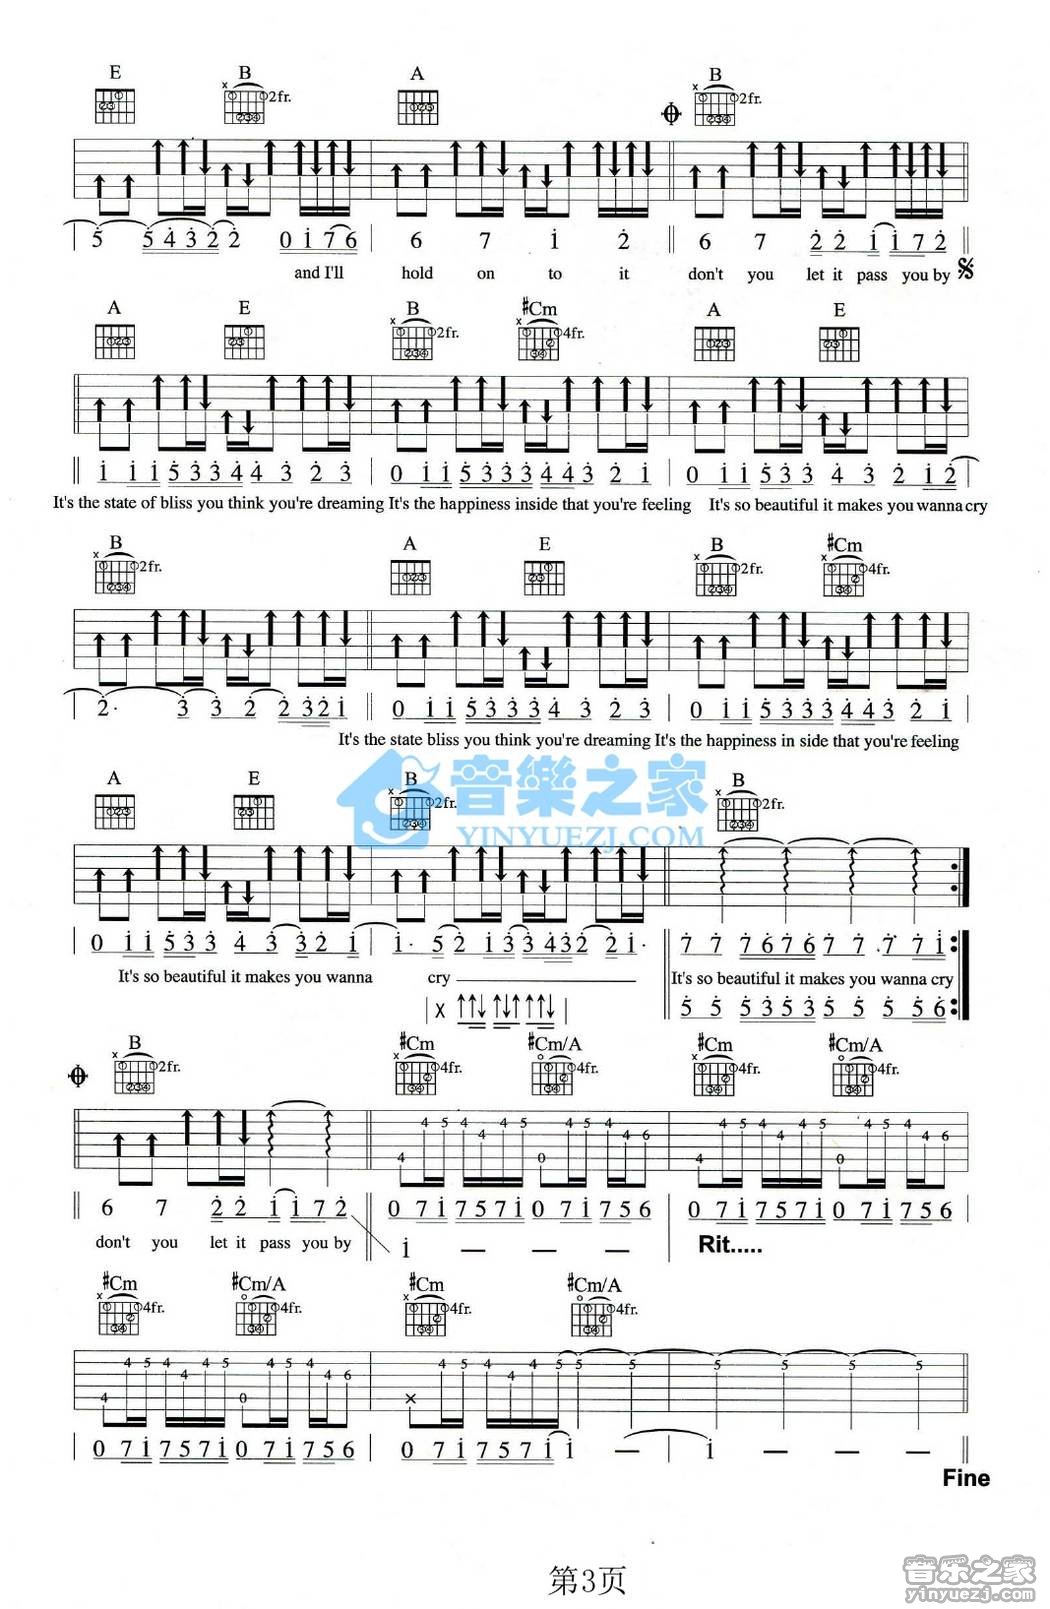 E B A B
x 2fr. x 2fr.
5 5 4 3 2 2 0 1 7 6 | 6 7 1 2 || 6 7 2 2 1 1 7 2 ||
and I'll hold on to it don't you let it pass you by
A E B #Cm A E
x 2fr. x 4fr.
|| 1 1 1 5 3 3 4 4 3 2 3 | 0 1 1 5 3 3 3 4 4 3 2 1 | 0 1 1 5 3 3 4 3 2 1 2 |
It's the state of bliss you think you're dreaming It's the happiness inside that you're feeling It's so beautiful it makes you wanna cry
B A E B #Cm
x 2fr. x 2fr. x 4fr.
| 2· 3 3 2 2 3 2 1 || 0 1 1 5 3 3 3 4 3 2 3 | 0 1 1 5 3 3 3 4 4 3 2 1 |
It's the state bliss you think you're dreaming It's the happiness in side that you're feeling
音樂之家
YINYUEZJ.COM
A E B B
x 2fr. x 2fr.
| 0 1 1 5 3 3 4 3 3 2 1 | 1· 5 2 1 3 3 4 3 2 2 1· || 7 7 7 6 7 6 7 7 · 7 7 1 :||
It's so beautiful it makes you wanna cry It's so beautiful it makes you wanna cry
| X ↑↑↓ ↑↓↑ ↑↑↓ | 5 5 5 3 5 3 5 5 5 5 6
B #Cm #Cm/A #Cm #Cm/A
x 2fr. x 4fr. 4fr. x 4fr. 4fr.
4 4 5 4 4 4 5 0 4 5 4 4 6 4 4 5 4 4 4 5 0 4 5 4 4 6
|| 6 7 2 2 1 1 7 2 || 0 7 1 7 5 7 1 0 7 1 7 5 6 | 0 7 1 7 5 7 1 0 7 1 7 5 6 |
don't you let it pass you by 1 — — — Rit.....
#Cm #Cm/A #Cm #Cm/A
x 4fr. 4fr. x 4fr. 4fr.
4 4 5 4 4 4 5 0 4 5 4 4 6 × 4 5 4 4 4 5 5 5 5 5 5 5
| 0 7 1 7 5 7 1 0 7 1 7 5 6 | 0 7 1 7 5 7 1 1 — | 1 — ||
Fine
第3页
音乐之家
yinyuezj.com